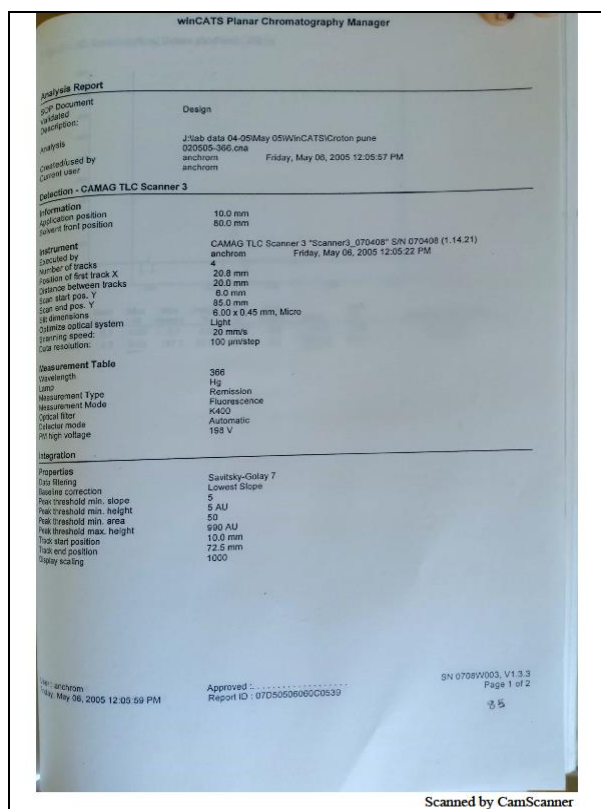 winCATS Planar Chromatography Manager
Analysis Report
SOP Document Design
Validated
Description:
Analysis J:\lab data 04-05\May 05\WinCATS\Croton pune
020505-366.cna
Created/used by anchrom Friday, May 06, 2005 12:05:57 PM
Current user anchrom
Detection - CAMAG TLC Scanner 3
Information
Application position 10.0 mm
Solvent front position 80.0 mm
Instrument CAMAG TLC Scanner 3 "Scanner3_070408" S/N 070408 (1.14.21)
Executed by anchrom Friday, May 06, 2005 12:05:22 PM
Number of tracks 4
Position of first track X 20.8 mm
Distance between tracks 20.0 mm
Scan start pos. Y 6.0 mm
Scan end pos. Y 85.0 mm
Slit dimensions 6.00 x 0.45 mm, Micro
Optimize optical system Light
Scanning speed: 20 mm/s
Data resolution: 100 µm/step
Measurement Table
Wavelength 366
Lamp Hg
Measurement Type Remission
Measurement Mode Fluorescence
Optical filter K400
Detector mode Automatic
PM high voltage 198 V
Integration
Properties
Data filtering Savitsky-Golay 7
Baseline correction Lowest Slope
Peak threshold min. slope 5
Peak threshold min. height 5 AU
Peak threshold min. area 50
Peak threshold max. height 990 AU
Track start position 10.0 mm
Track end position 72.5 mm
Display scaling 1000
anchrom Approved : SN 0708W003, V1.3.3
May 06, 2005 12:05:59 PM Report ID : 07D50506060C0539 Page 1 of 2
85
Scanned by CamScanner